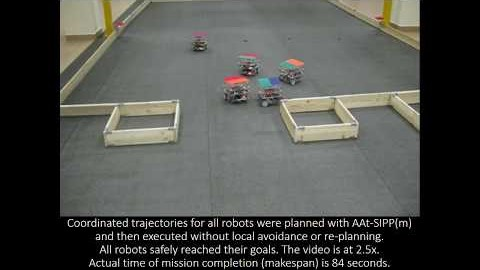 Coordinated trajectories for all robots were planned with AAt-SIPP(m)
and then executed without local avoidance or re-planning.
All robots safely reached their goals. The video is at 2.5x.
Actual time of mission completion (makespan) is 84 seconds.